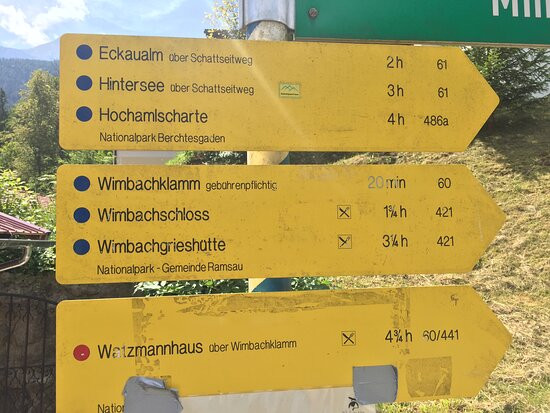 Eckaualm über Schattseitweg 2 h 61
Hintersee über Schattseitweg 3 h 61
Hochamlscharte 4 h 486a
Nationalpark Berchtesgaden
Wimbachklamm gebührenpflichtig 20 min 60
Wimbachschloss 1¾ h 421
Wimbachgrieshütte 3¼ h 421
Nationalpark - Gemeinde Ramsau
Watzmannhaus über Wimbachklamm 4¾ h 60/441